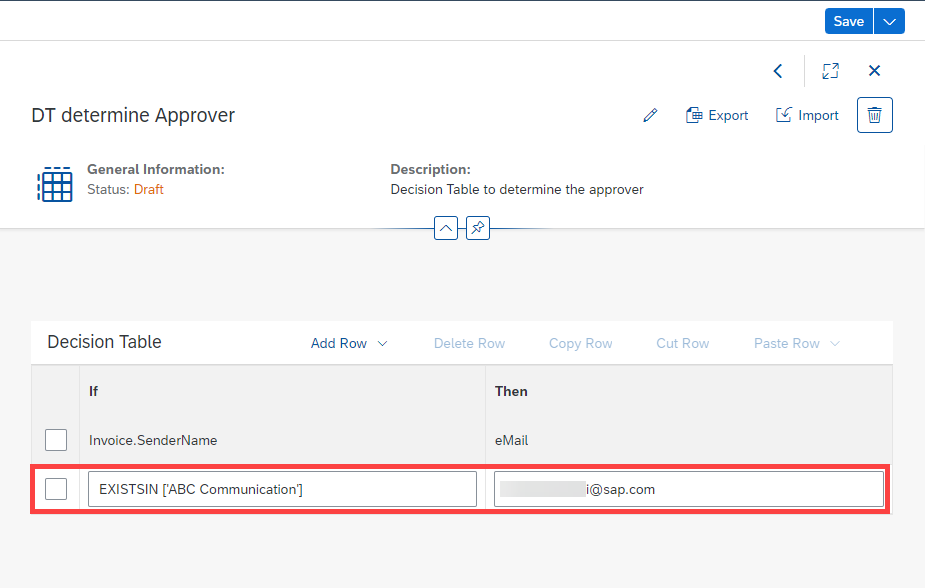 Save
DT determine Approver
Export
Import
General Information:
Status: Draft
Description:
Decision Table to determine the approver
Decision Table
Add Row
Delete Row
Copy Row
Cut Row
Paste Row
If
Then
Invoice.SenderName
eMail
EXISTSIN ['ABC Communication']
i@sap.com